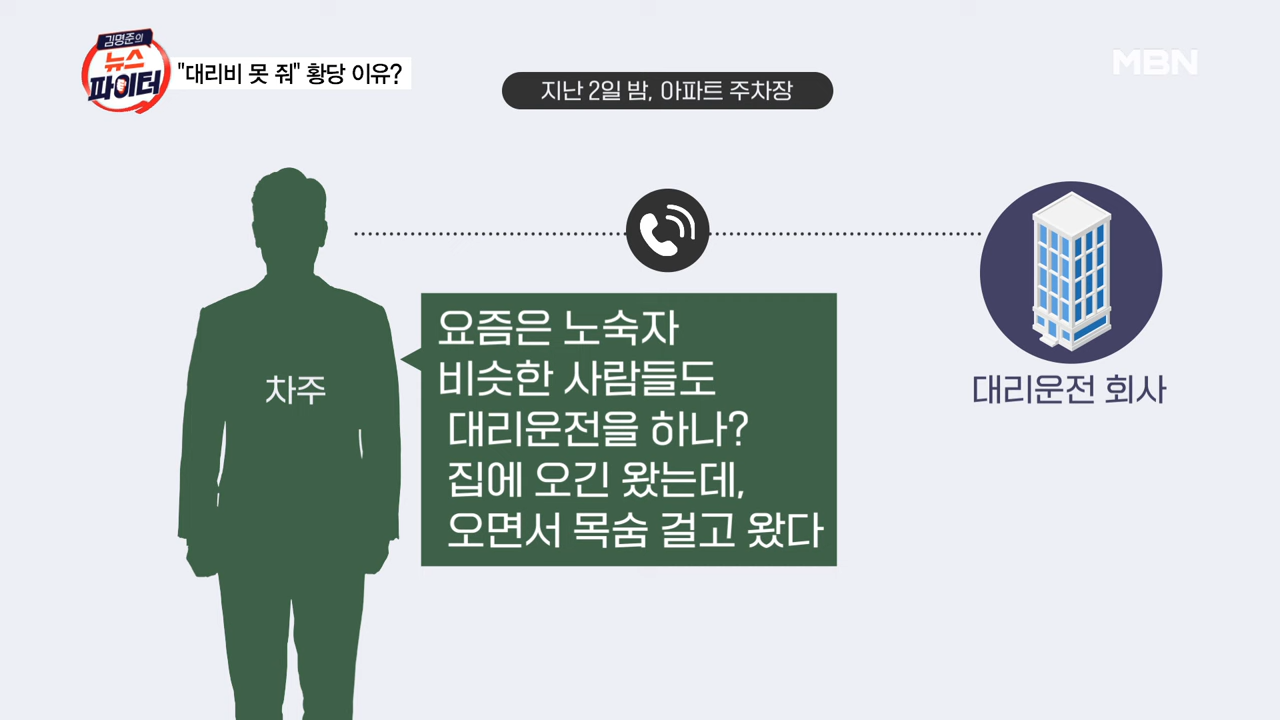 김명준의
뉴스
파이터
"대리비 못 줘" 황당 이유?
MBN
지난 2일 밤, 아파트 주차장
차주
요즘은 노숙자
비슷한 사람들도
대리운전을 하나?
집에 오긴 왔는데,
오면서 목숨 걸고 왔다
대리운전 회사